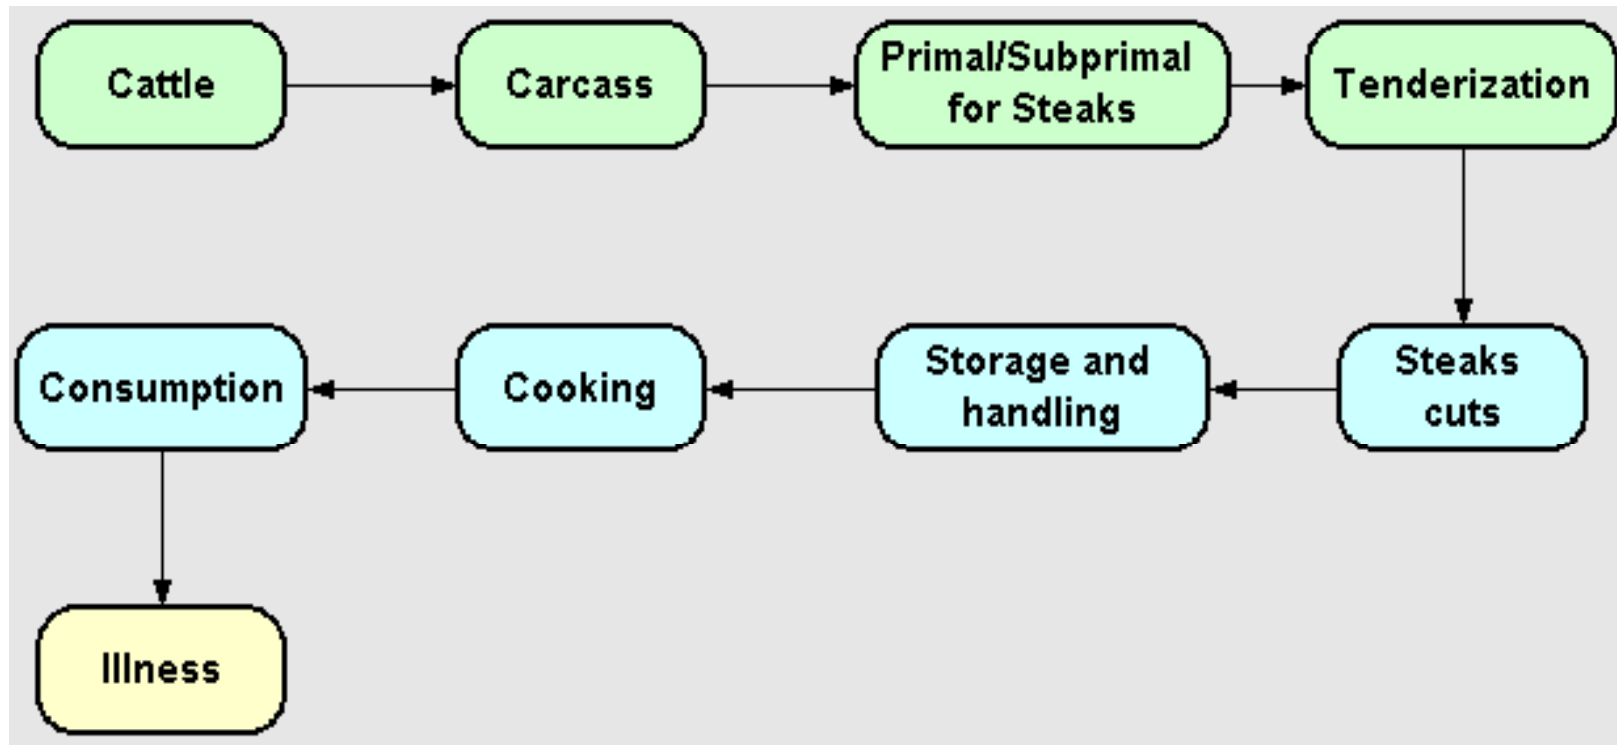 Cattle
Carcass
Primal/Subprimal
for Steaks
Tenderization
Steaks
cuts
Storage and
handling
Cooking
Consumption
Illness